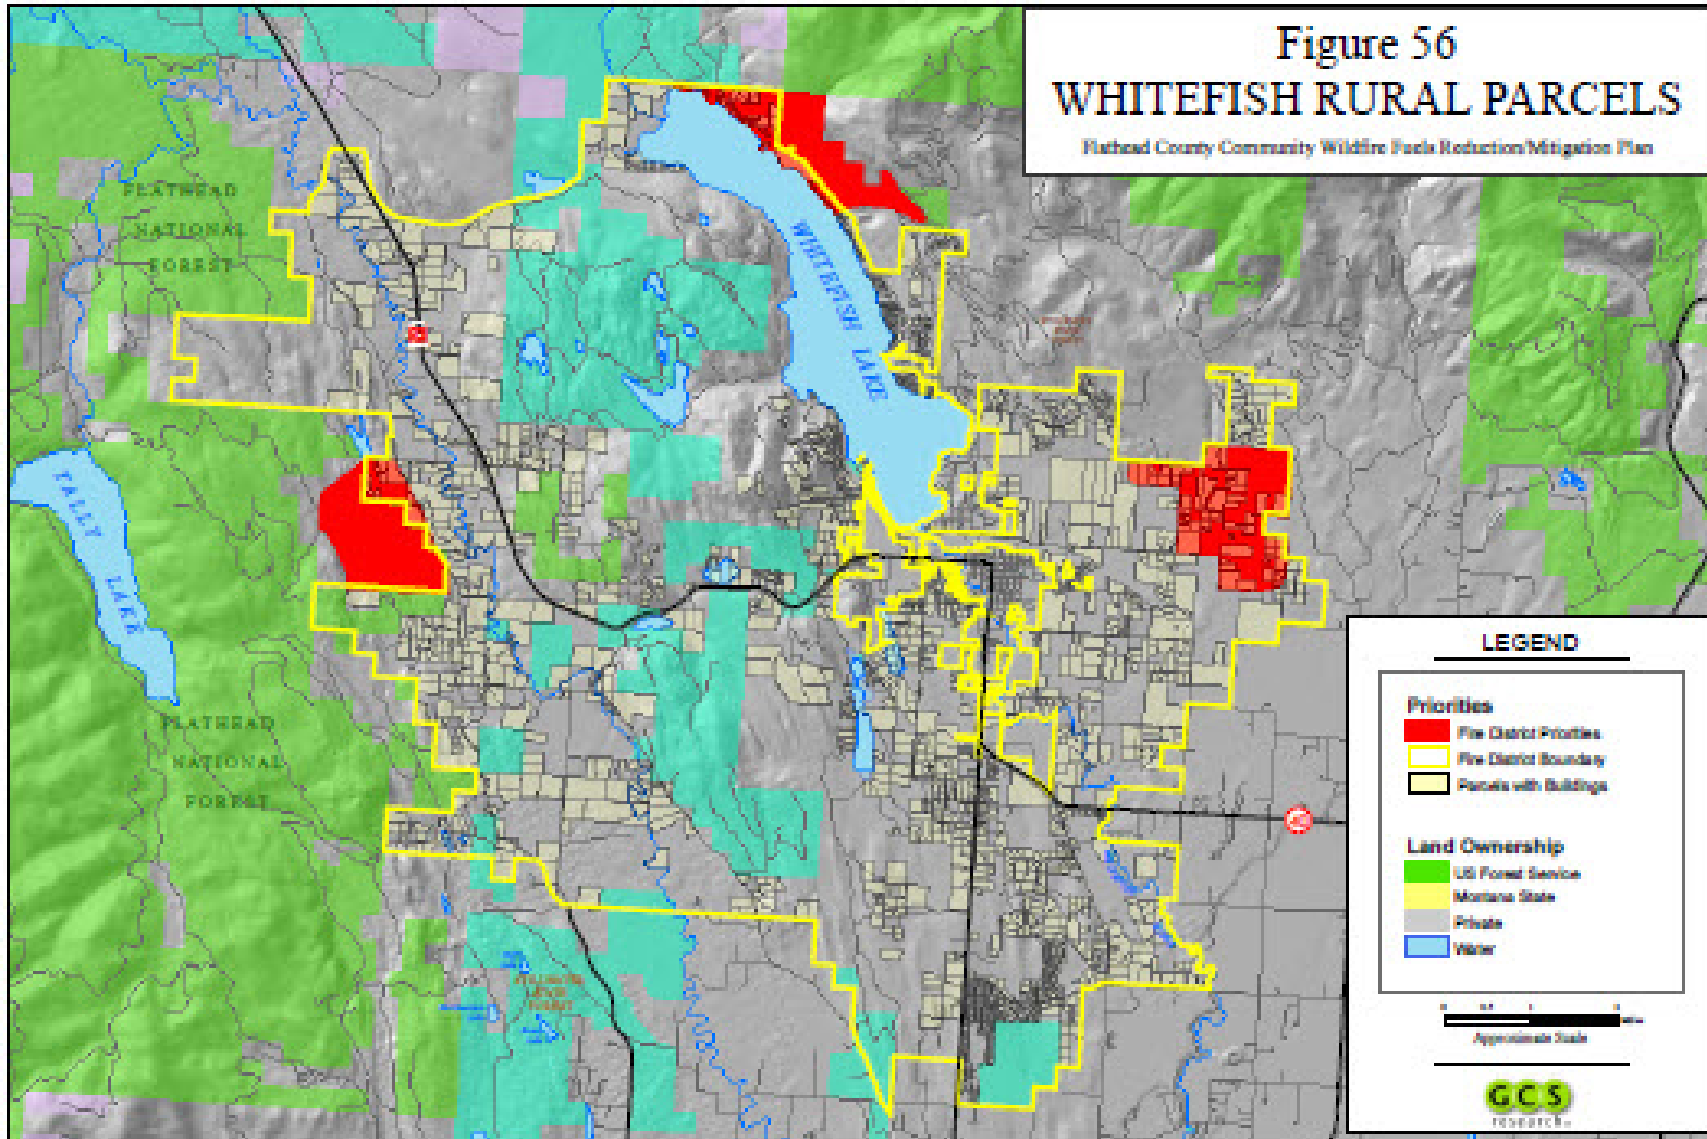 Figure 56
WHITEFISH RURAL PARCELS
Flathead County Community Wildfire Fuels Reduction/Mitigation Plan
FLATHEAD
NATIONAL
FOREST
WHITEFISH LAKE
TALLY LAKE
FLATHEAD
NATIONAL
FOREST
LEGEND
Priorities
Fire District Priorities
Fire District Boundary
Parcels with Buildings
Land Ownership
US Forest Service
Montana State
Private
Water
Approximate Scale
GCS
RESEARCH